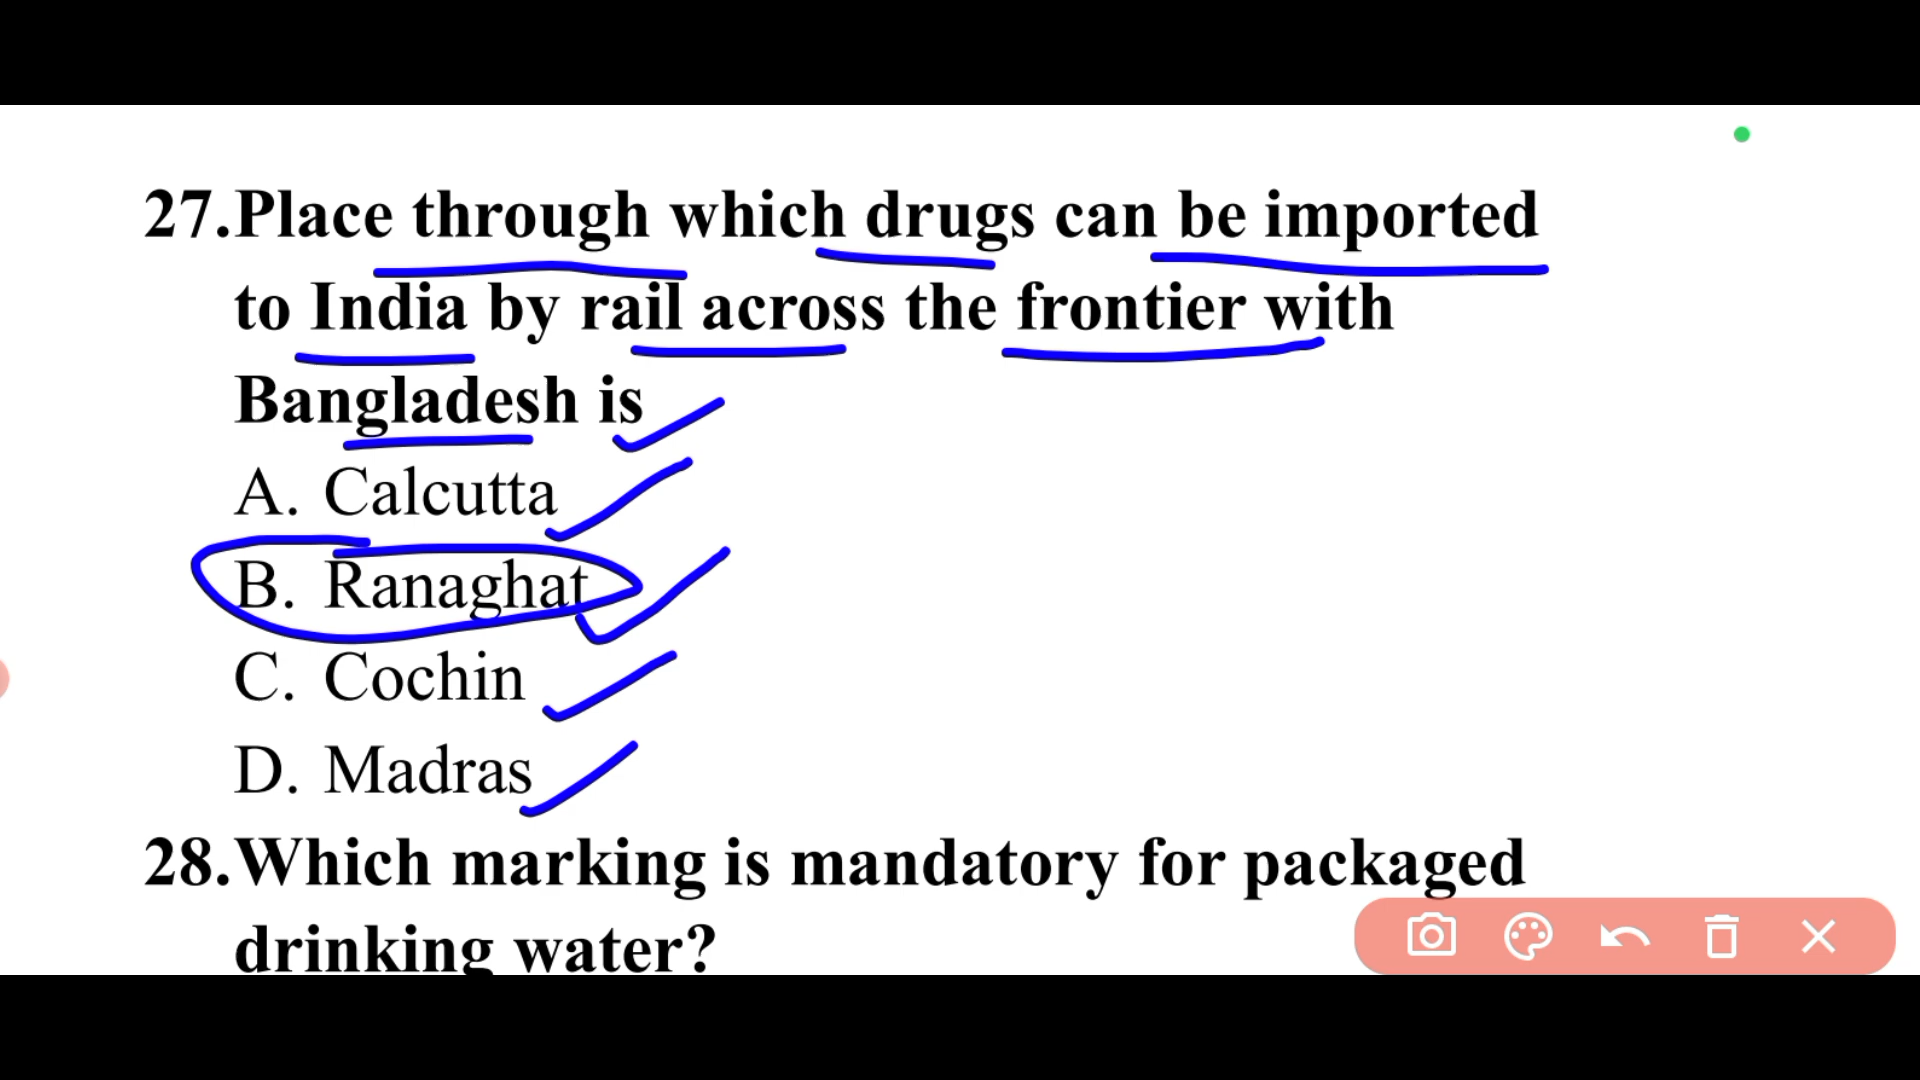 27.Place through which drugs can be imported
to India by rail across the frontier with
Bangladesh is
A. Calcutta
B. Ranaghat
C. Cochin
D. Madras
28.Which marking is mandatory for packaged
drinking water?